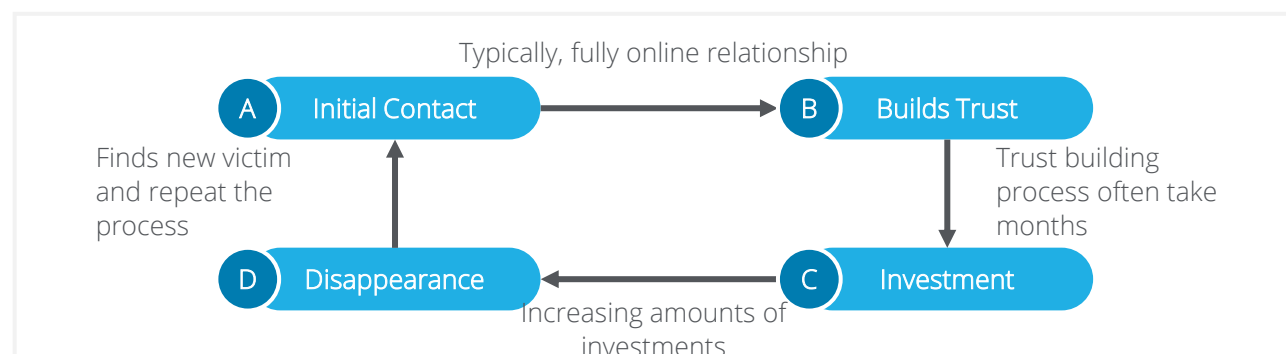 Typically, fully online relationship
A Initial Contact
B Builds Trust
Finds new victim
and repeat the
process
Trust building
process often take
months
D Disappearance
C Investment
Increasing amounts of
investments